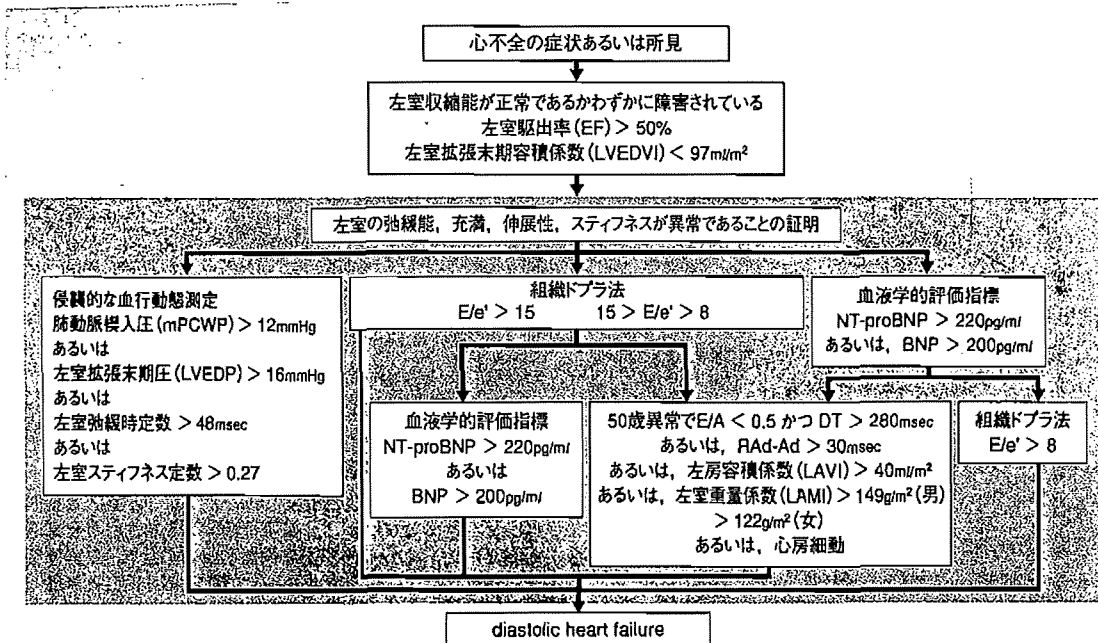 心不全の症状あるいは所見
左室収縮能が正常であるかわずかに障害されている
左室駆出率(EF) > 50%
左室拡張末期容積係数(LVEDVI) < 97ml/m²
左室の弛緩能，充満，伸展性，スティフネスが異常であることの証明
侵襲的な血行動態測定
肺動脈楔入圧(mPCWP) > 12mmHg
あるいは
左室拡張末期圧(LVEDP) > 16mmHg
あるいは
左室弛緩時定数 > 48msec
あるいは
左室スティフネス定数 > 0.27
組織ドプラ法
E/e' > 15　15 > E/e' > 8
血液学的評価指標
NT-proBNP > 220pg/ml
あるいは
BNP > 200pg/ml
血液学的評価指標
NT-proBNP > 220pg/ml
あるいは，BNP > 200pg/ml
50歳異常でE/A < 0.5 かつ DT > 280msec
あるいは，RAd-Ad > 30msec
あるいは，左房容積係数(LAVI) > 40ml/m²
あるいは，左室重量係数(LAMI) > 149g/m²(男)
> 122g/m²(女)
あるいは，心房細動
組織ドプラ法
E/e' > 8
diastolic heart failure